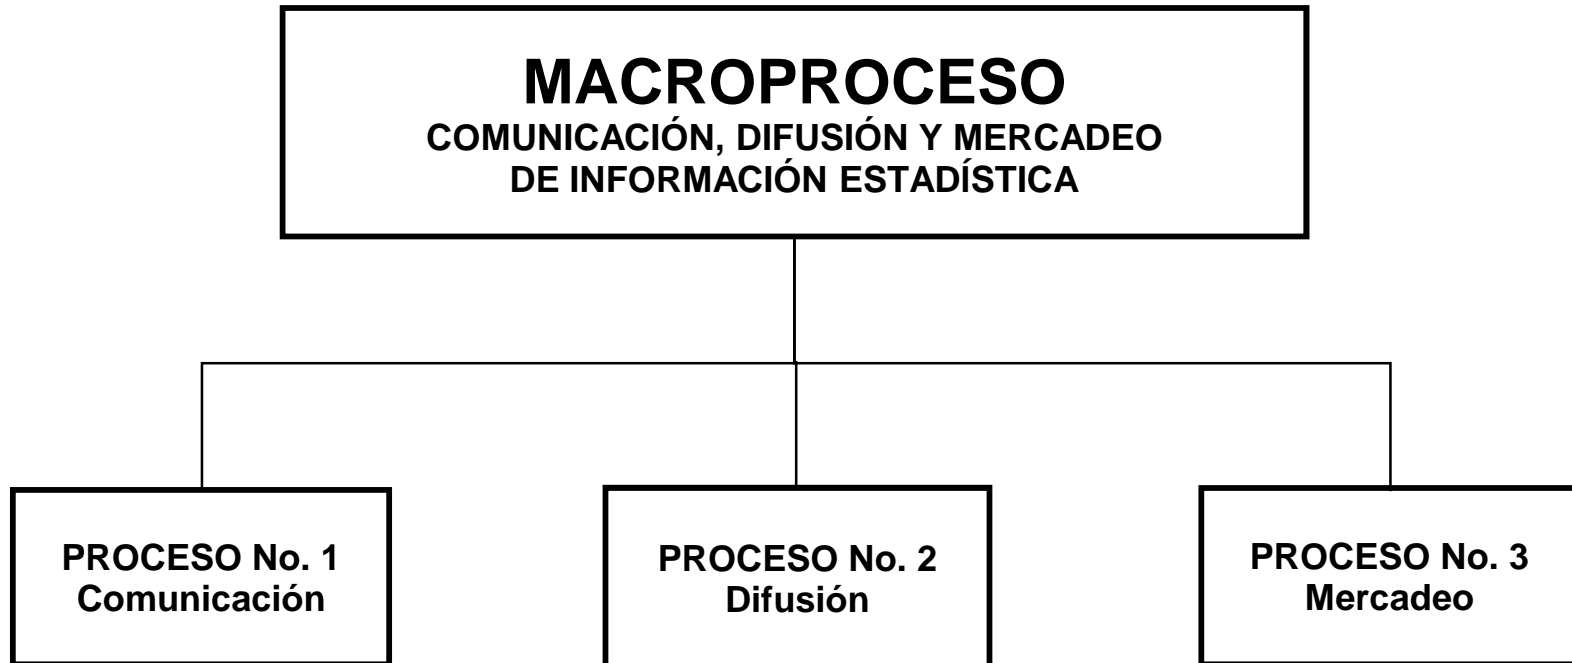 MACROPROCESO
COMUNICACIÓN, DIFUSIÓN Y MERCADEO
DE INFORMACIÓN ESTADÍSTICA
PROCESO No. 1
Comunicación
PROCESO No. 2
Difusión
PROCESO No. 3
Mercadeo